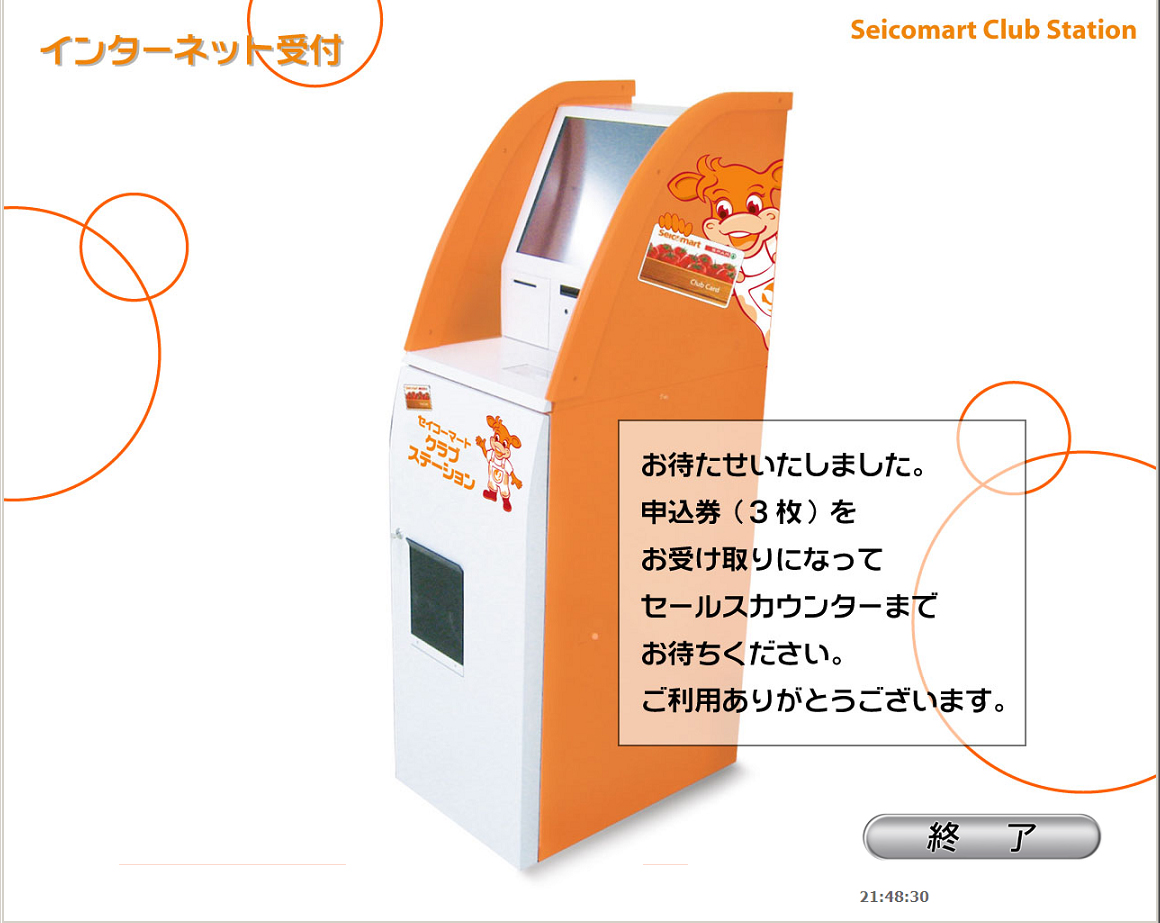 インターネット受付
Seicomart Club Station
Seicomart
Club Card
セイコーマート
クラブ
ステーション
お待たせいたしました。
申込券（3枚）を
お受け取りになって
セールスカウンターまで
お待ちください。
ご利用ありがとうございます。
終　了
21:48:30